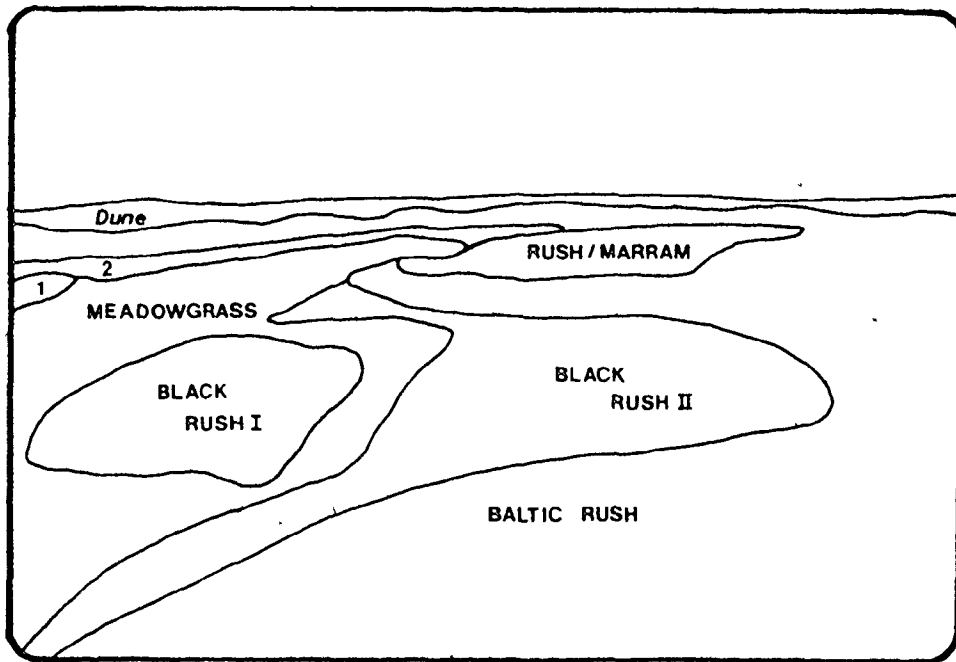 Dune
RUSH / MARRAM
2
1
MEADOWGRASS
BLACK
RUSH I
BLACK
RUSH II
BALTIC RUSH